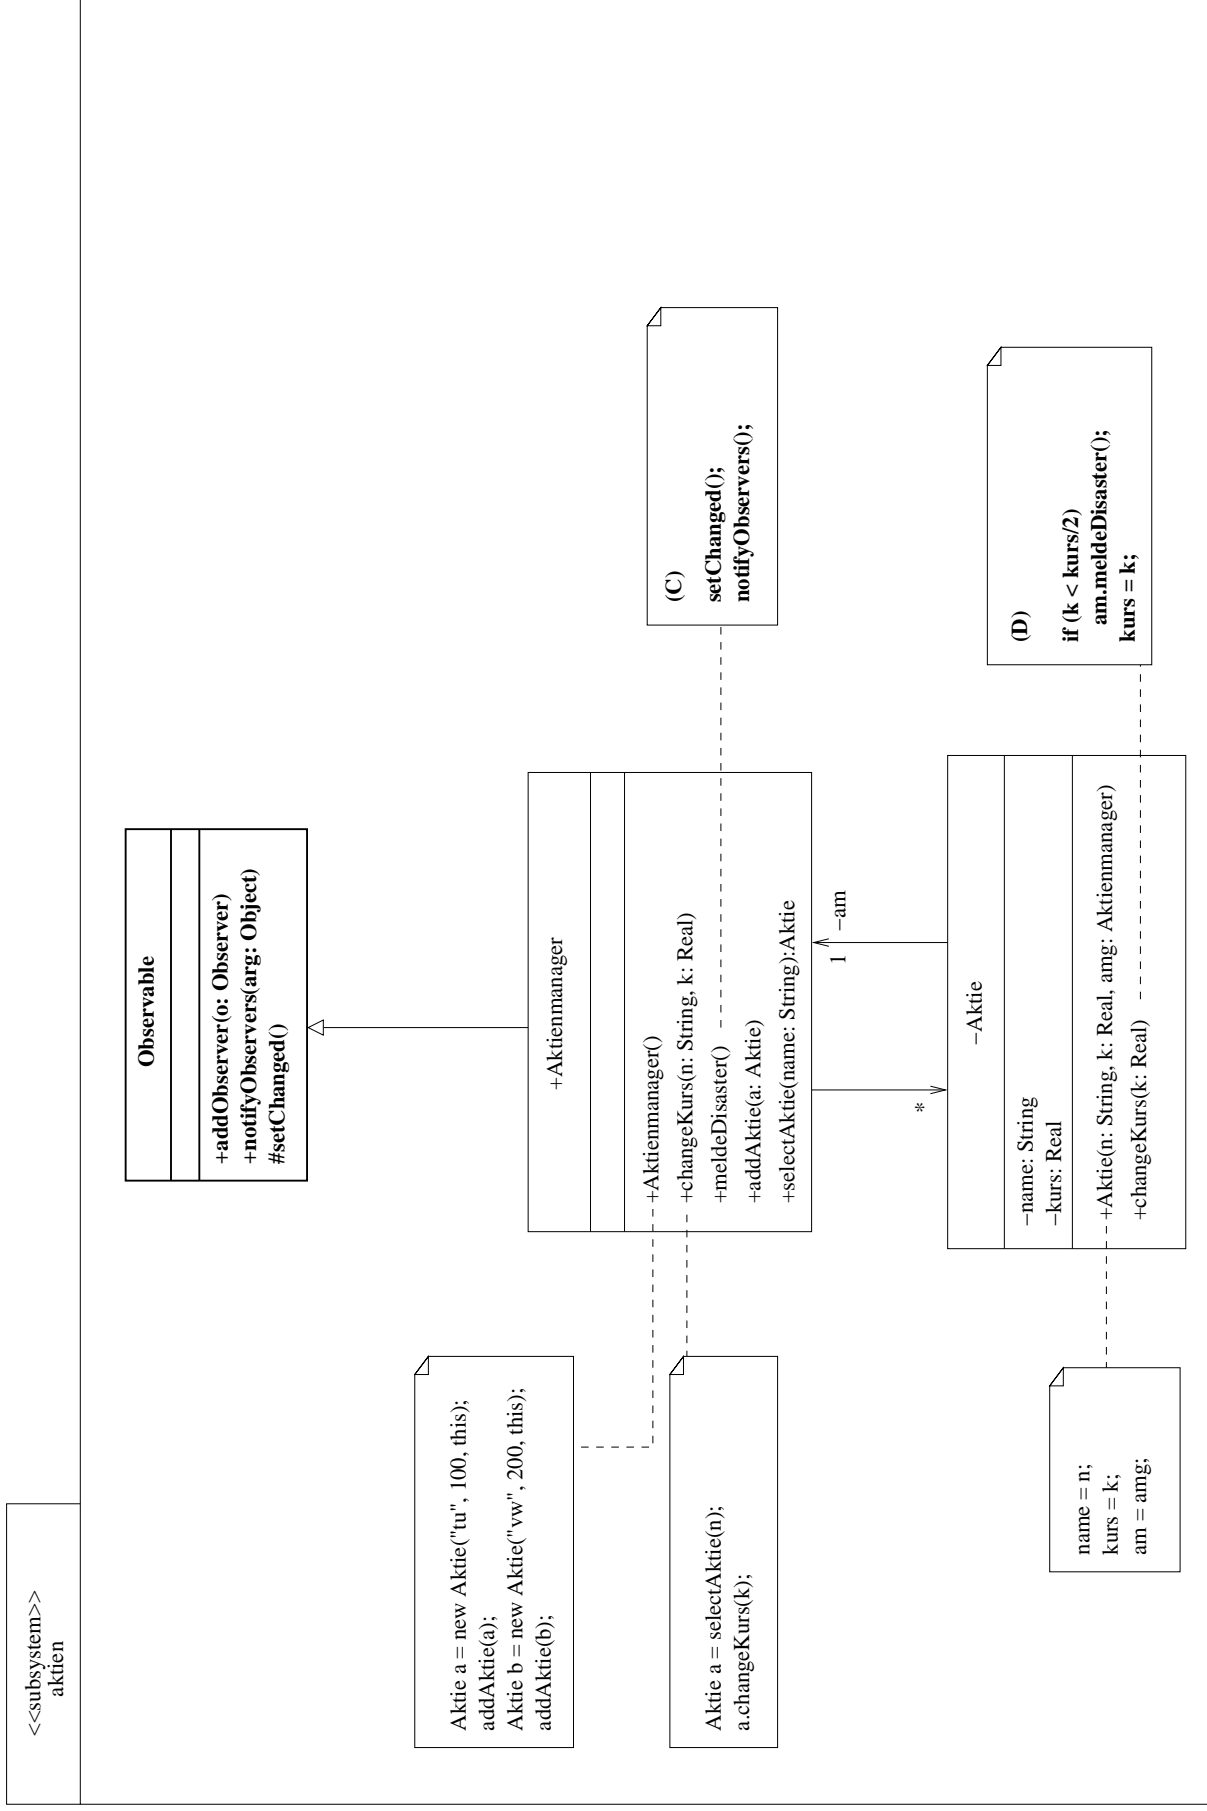 <<subsystem>>
aktien
Observable
+addObserver(o: Observer)
+notifyObservers(arg: Object)
#setChanged()
Aktie a = new Aktie("tu", 100, this);
addAktie(a);
Aktie b = new Aktie("vw", 200, this);
addAktie(b);
Aktie a = selectAktie(n);
a.changeKurs(k);
+Aktienmanager
+Aktienmanager()
+changeKurs(n: String, k: Real)
+meldeDisaster()
+addAktie(a: Aktie)
+selectAktie(name: String):Aktie
(C)
setChanged();
notifyObservers();
*
1 −am
name = n;
kurs = k;
am = amg;
−Aktie
−name: String
−kurs: Real
+Aktie(n: String, k: Real, amg: Aktienmanager)
+changeKurs(k: Real)
(D)
if (k < kurs/2)
am.meldeDisaster();
kurs = k;